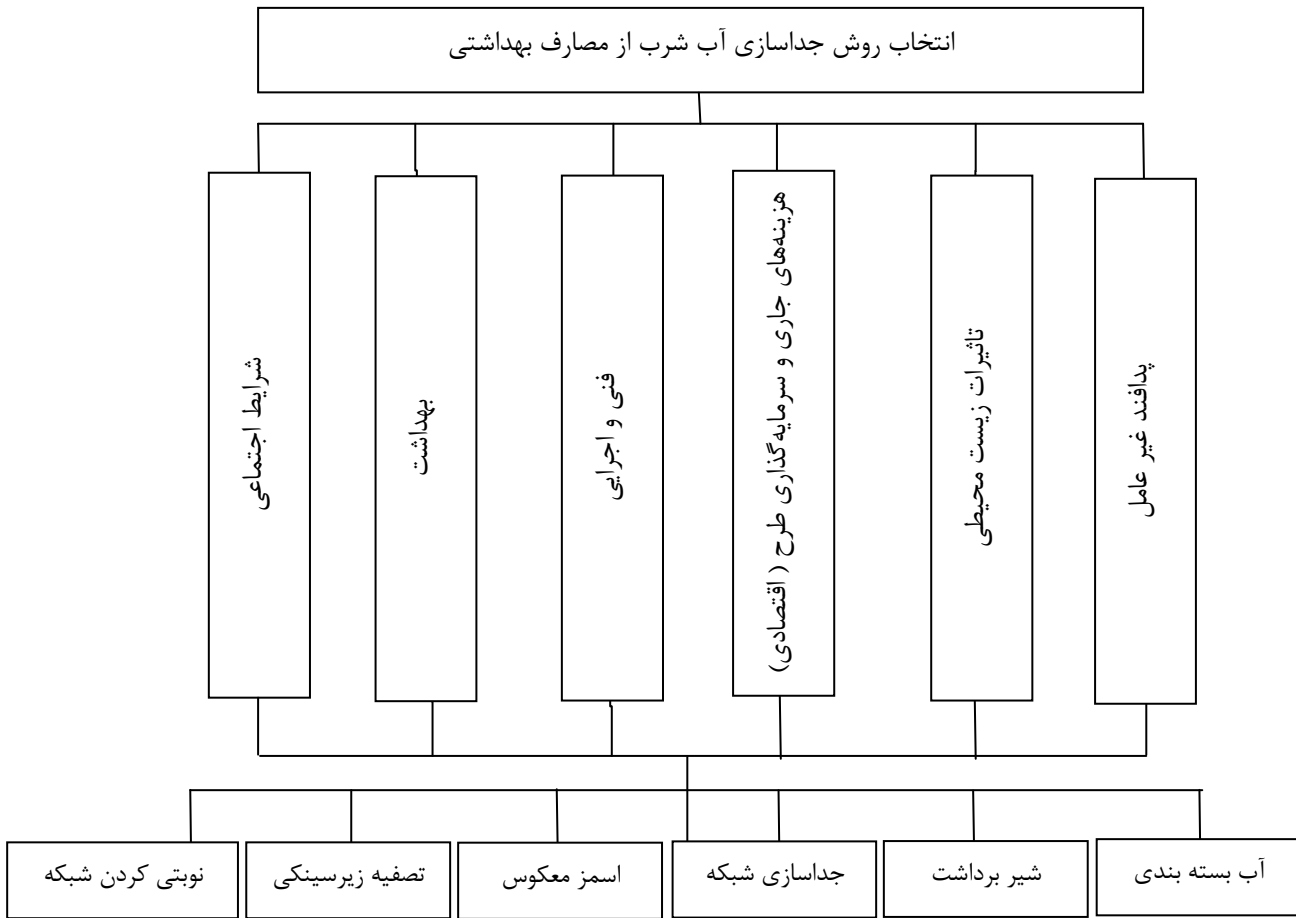 انتخاب روش جداسازی آب شرب از مصارف بهداشتی
پدافند غیر عامل
تاثیرات زیست محیطی
هزینه‌های جاری و سرمایه‌گذاری طرح ( اقتصادی)
فنی و اجرایی
بهداشت
شرایط اجتماعی
آب بسته بندی
شیر برداشت
جداسازی شبکه
اسمز معکوس
تصفیه زیرسینکی
نوبتی کردن شبکه